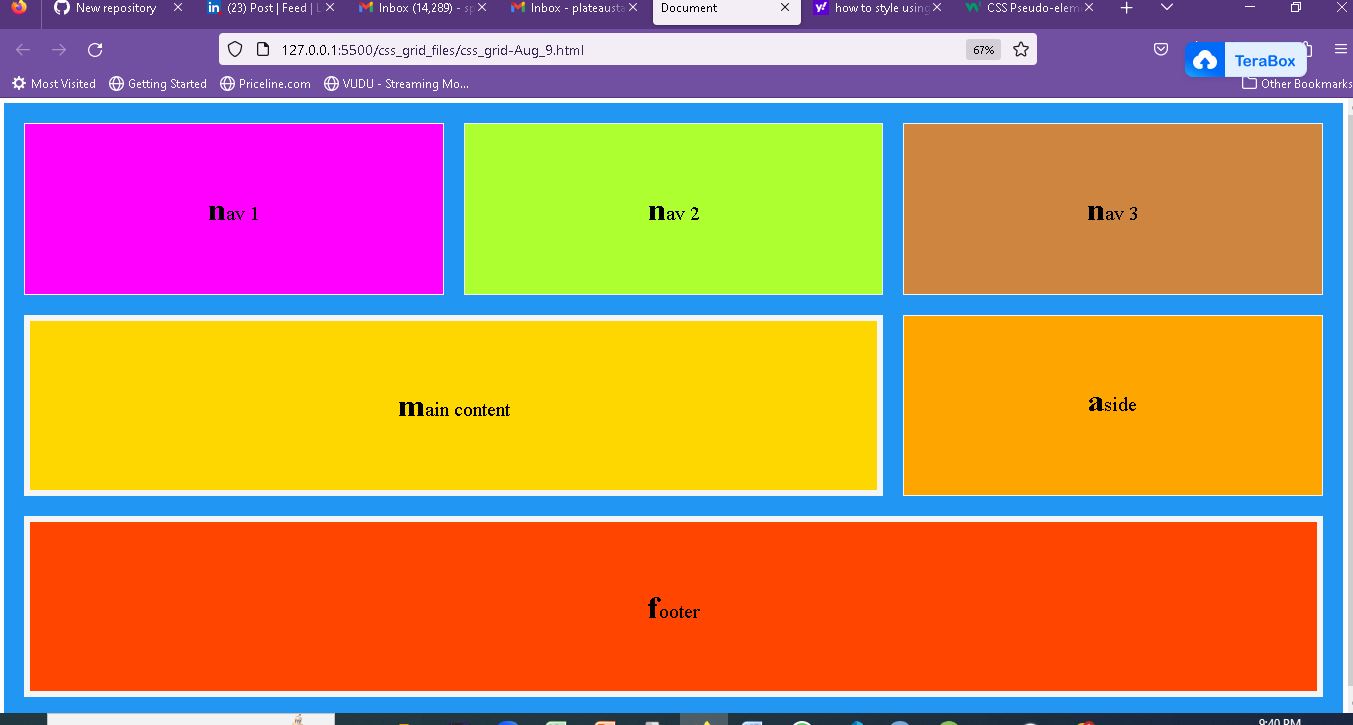 New repository
(23) Post | Feed | L
Inbox (14,289) - sp
Inbox - plateausta
Document
how to style using
CSS Pseudo-elem
127.0.0.1:5500/css_grid_files/css_grid-Aug_9.html
67%
TeraBox
Most Visited
Getting Started
Priceline.com
VUDU - Streaming Mo...
Other Bookmarks
nav 1
nav 2
nav 3
main content
aside
footer
9:40 PM